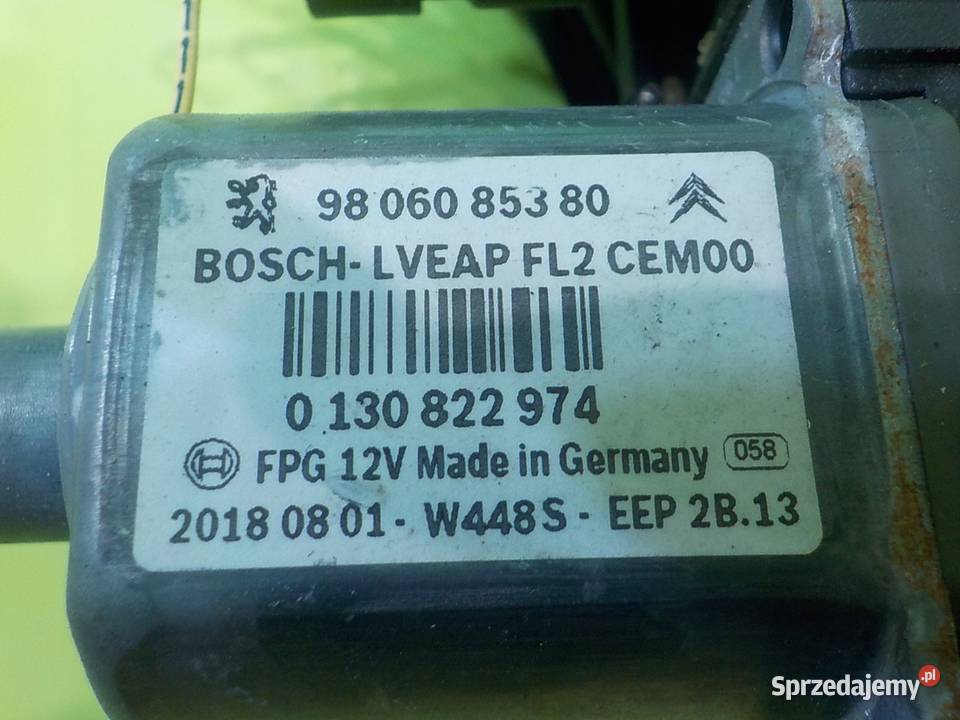 98 060 853 80
BOSCH- LVEAP FL2 CEM00
0 130 822 974
FPG 12V Made in Germany 058
2018 08 01 - W448S - EEP 2B.13
Sprzedajemy.pl